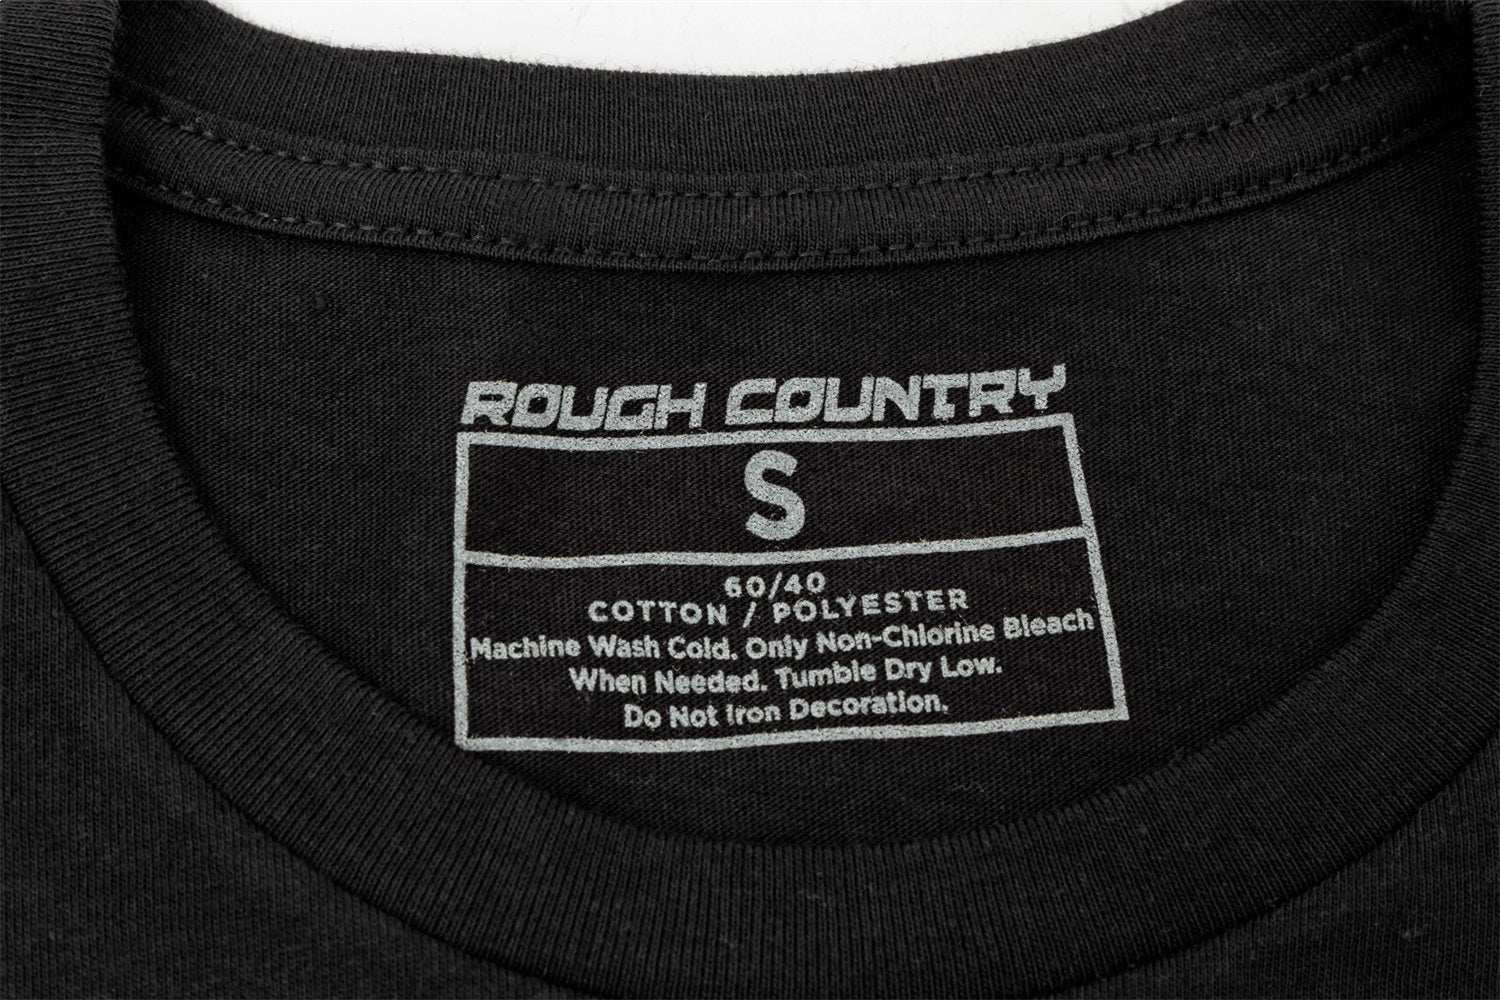 ROUGH COUNTRY
S
60/40
COTTON / POLYESTER
Machine Wash Cold. Only Non-Chlorine Bleach
When Needed. Tumble Dry Low.
Do Not Iron Decoration.